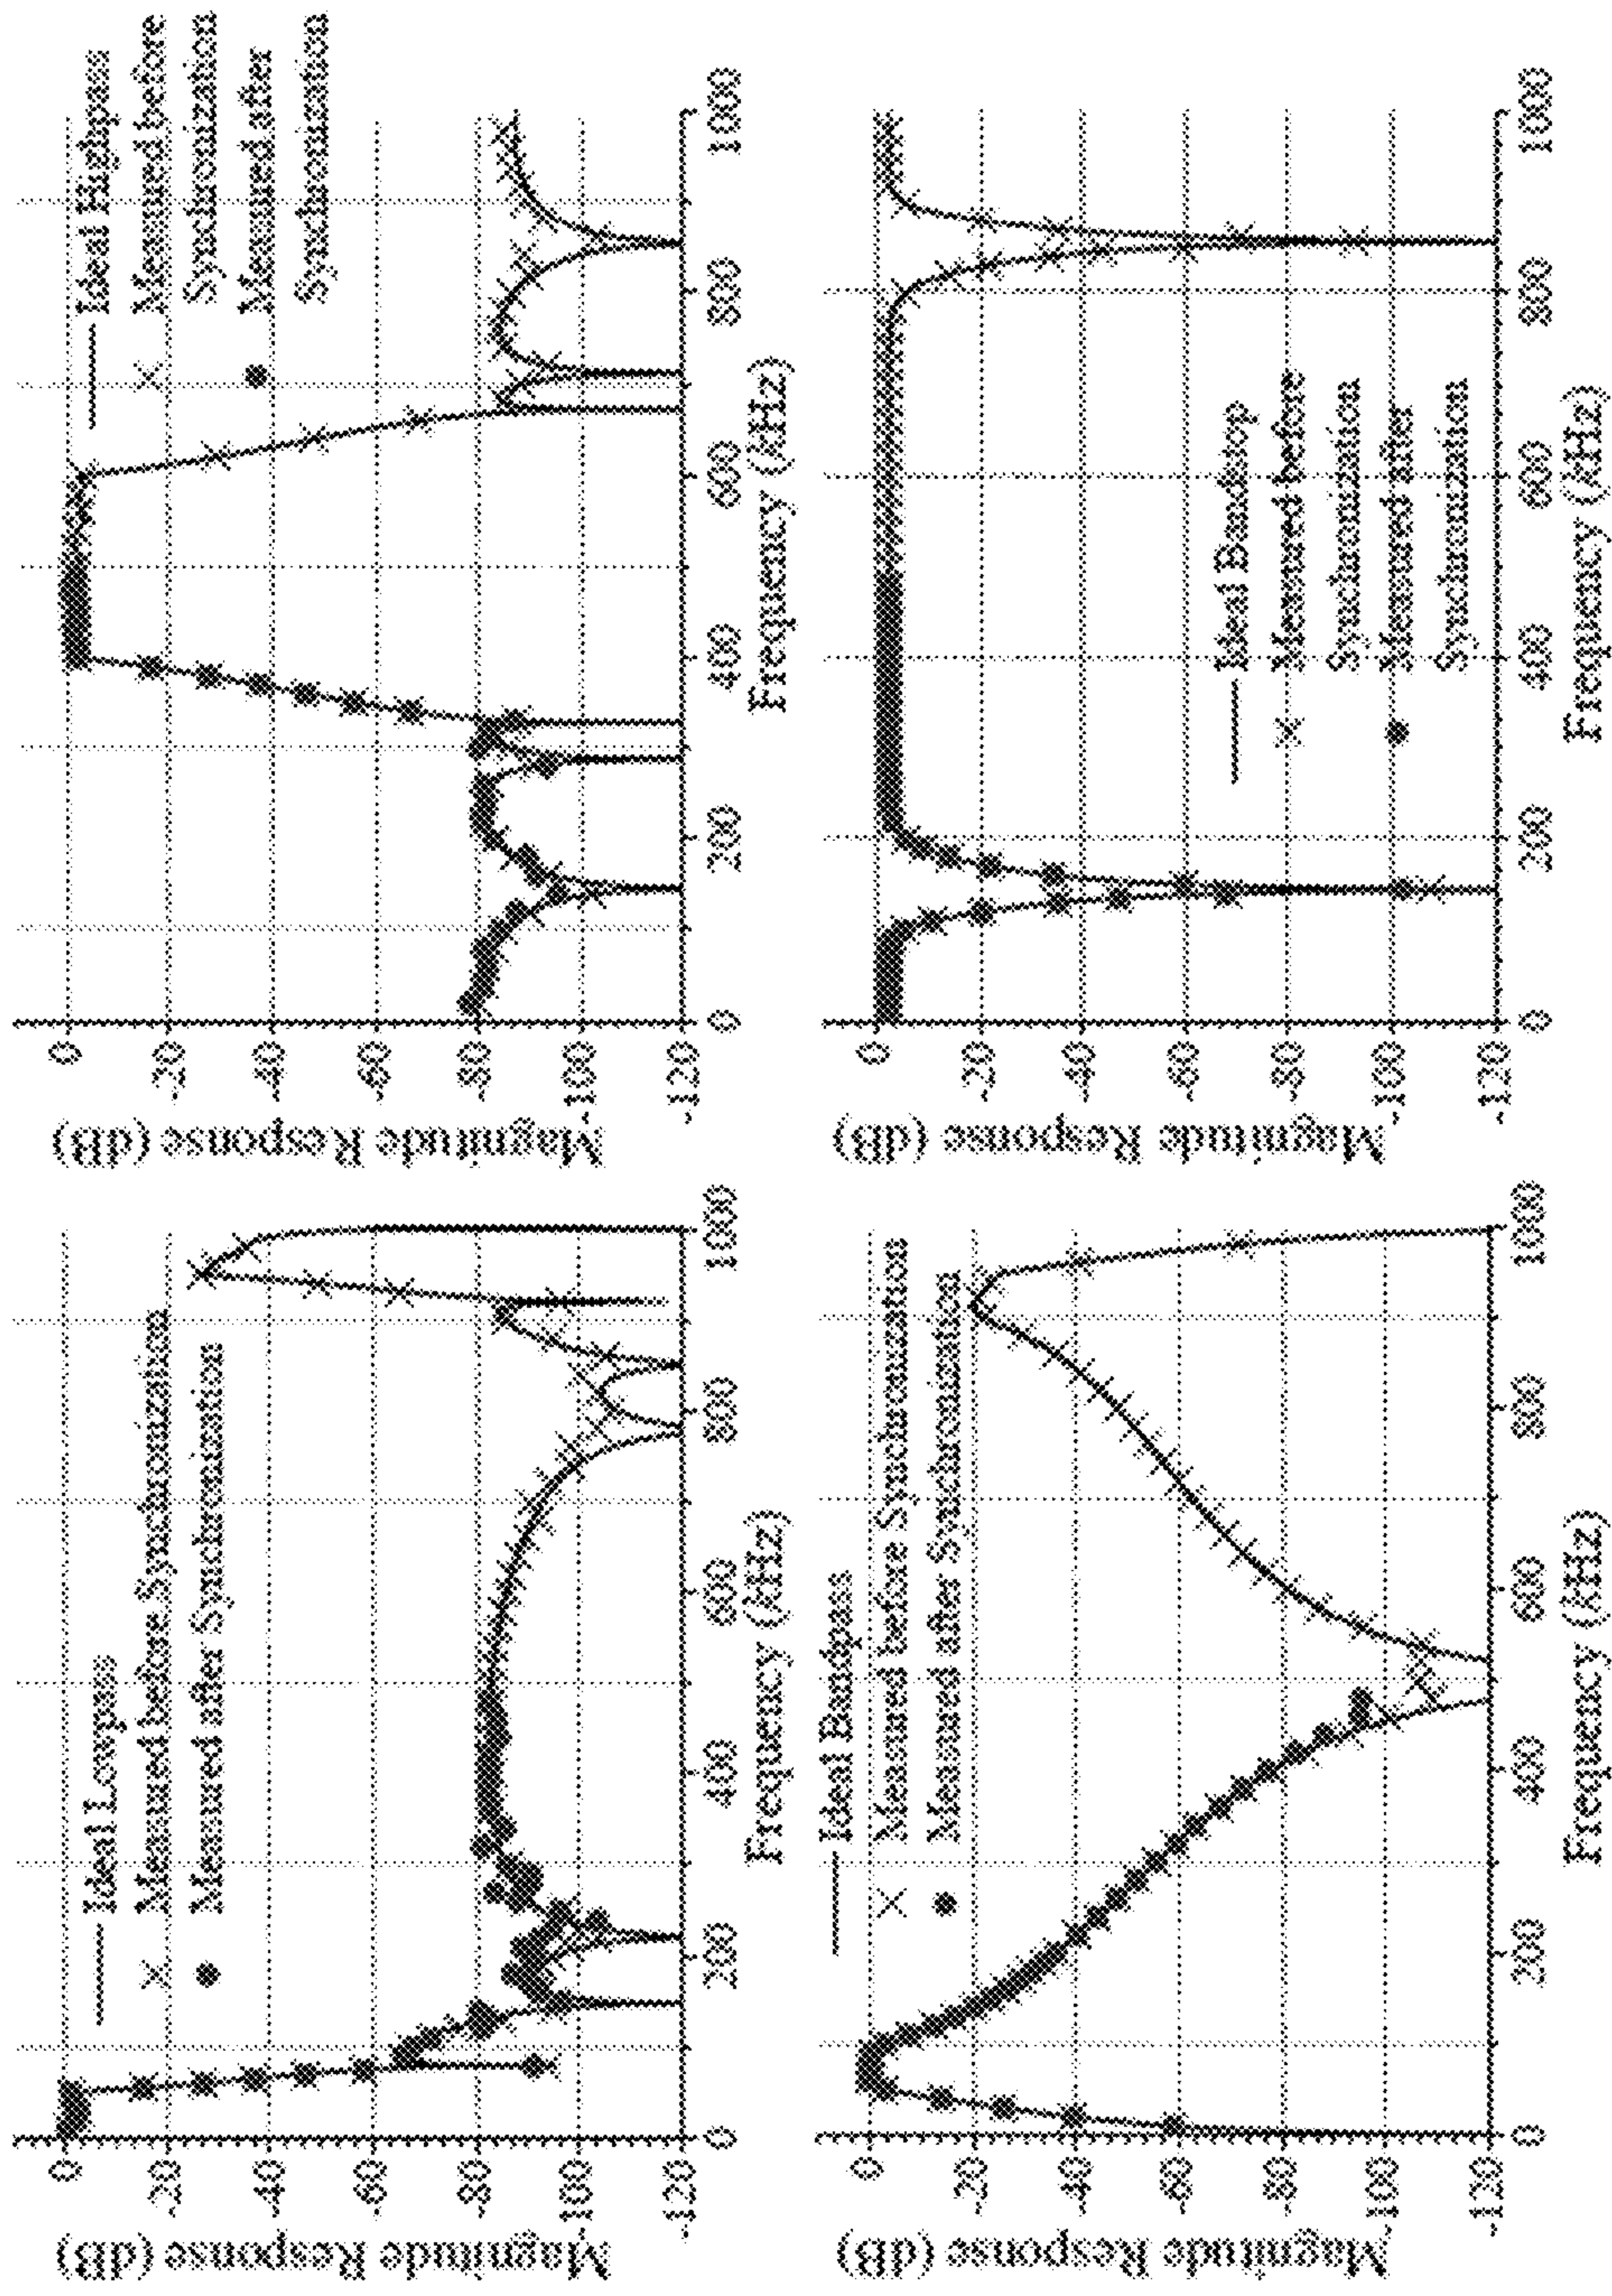 Magnitude Response (dB)
0
-20
-40
-60
-80
-100
-120
Ideal Lowpass
Measured before Synchronization
Measured after Synchronization
0
200
400
600
800
1000
Frequency (kHz)
Magnitude Response (dB)
0
-20
-40
-60
-80
-100
-120
Ideal Highpass
Measured before
Synchronization
Measured after
Synchronization
0
200
400
600
800
1000
Frequency (kHz)
Magnitude Response (dB)
0
-20
-40
-60
-80
-100
-120
Ideal Bandpass
Measured before Synchronization
Measured after Synchronization
0
200
400
600
800
1000
Frequency (kHz)
Magnitude Response (dB)
0
-20
-40
-60
-80
-100
-120
Ideal Bandstop
Measured before
Synchronization
Measured after
Synchronization
0
200
400
600
800
1000
Frequency (kHz)